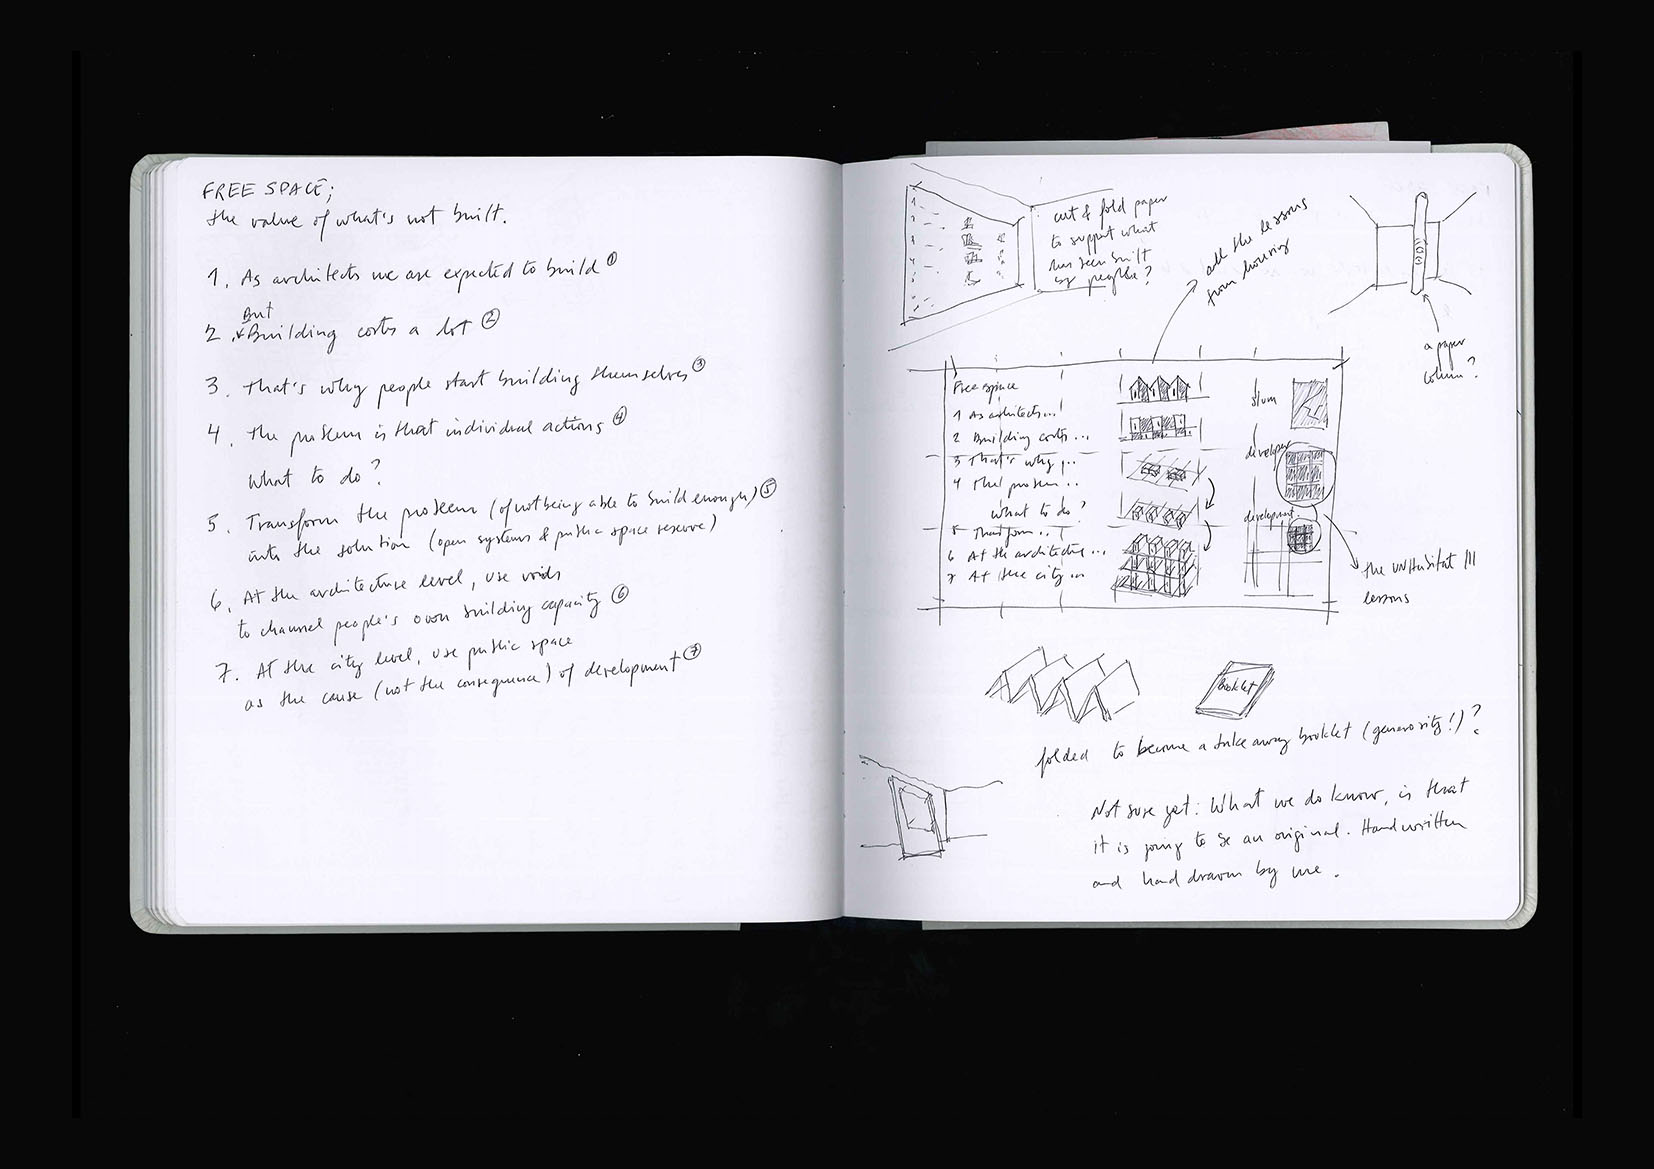 FREE SPACE;
the value of what's not built.
1. As architects we are expected to build ①
But
2. Building costs a lot ②
3. That's why people start building themselves ③
4. The problem is that individual actions ④
What to do?
5. Transform the problem (of not being able to build enough) ⑤
into the solution (open systems & public space reserve)
6. At the architecture level, use voids
to channel people's own building capacity ⑥
7. At the city level, use public space
as the cause (not the consequence) of development ⑦
cut & fold paper
to support what
has been built
by people?
all the lessons
from housing
a paper
column?
Free space
1 As architects...
2 Building costs...
3 That's why ...
4 The problem ...
What to do?
5 Transform ...
6 At the architecture ...
7 At the city ...
slum
developer
development.
the UN Habitat III
lessons
Booklet
folded to become a take away booklet (generosity!)?
Not sure yet: What we do know, is that
it is going to be an original. Handwritten
and hand drawn by me.